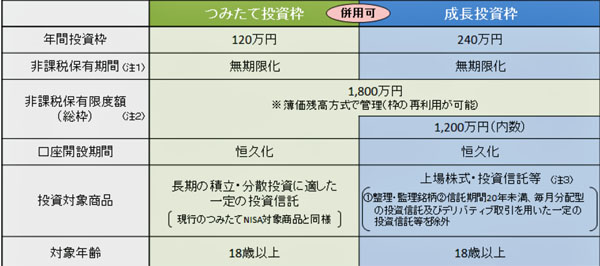 つみたて投資枠 併用可 成長投資枠
年間投資枠 120万円 240万円
非課税保有期間（注1） 無期限化 無期限化
非課税保有限度額
（総枠）（注2）
1,800万円
※簿価残高方式で管理（枠の再利用が可能）
1,200万円（内数）
口座開設期間 恒久化 恒久化
投資対象商品
長期の積立・分散投資に適した
一定の投資信託
〔現行のつみたてNISA対象商品と同様〕
上場株式・投資信託等（注3）
①整理・監理銘柄②信託期間20年未満、毎月分配型
の投資信託及びデリバティブ取引を用いた一定の
投資信託等を除外
対象年齢 18歳以上 18歳以上